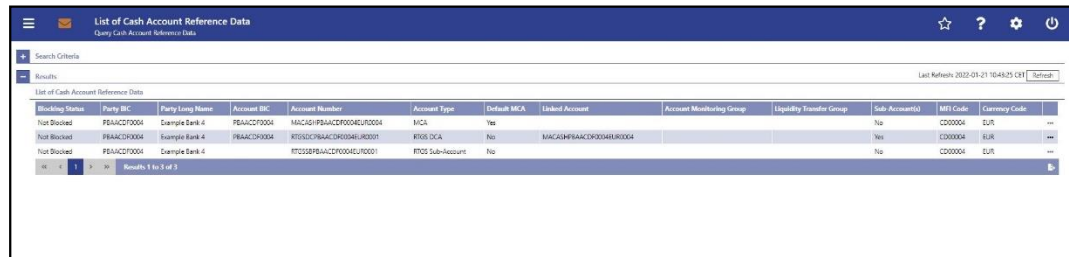 List of Cash Account Reference Data
Query Cash Account Reference Data
?
+ Search Criteria
− Results Last Refresh: 2022-01-21 10:43:25 CET Refresh
List of Cash Account Reference Data
Blocking Status Party BIC Party Long Name Account BIC Account Number Account Type Default MCA Linked Account Account Monitoring Group Liquidity Transfer Group Sub-Account(s) MFI Code Currency Code
Not Blocked PBAACDF0004 Example Bank 4 PBAACDF0004 MACASHPBAACDF0004EUR0004 MCA Yes No CD00004 EUR ...
Not Blocked PBAACDF0004 Example Bank 4 PBAACDF0004 RTGSDCPBAACDF0004EUR0001 RTGS DCA No MACASHPBAACDF0004EUR0004 Yes CD00004 EUR ...
Not Blocked PBAACDF0004 Example Bank 4 RTGSSBPBAACDF0004EUR0001 RTGS Sub-Account No No CD00004 EUR ...
« < 1 > » Results 1 to 3 of 3